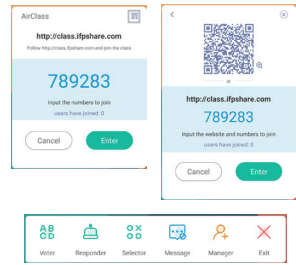 AirClass
http://class.ifpshare.com
Follow http://class.ifpshare.com and join the class
789283
Input the numbers to join
users have joined: 0
Cancel
Enter
or
http://class.ifpshare.com
789283
Input the website and numbers to join
users have joined: 0
Cancel
Enter
AB
CD
Voter
Responder
Selector
Message
Manager
Exit